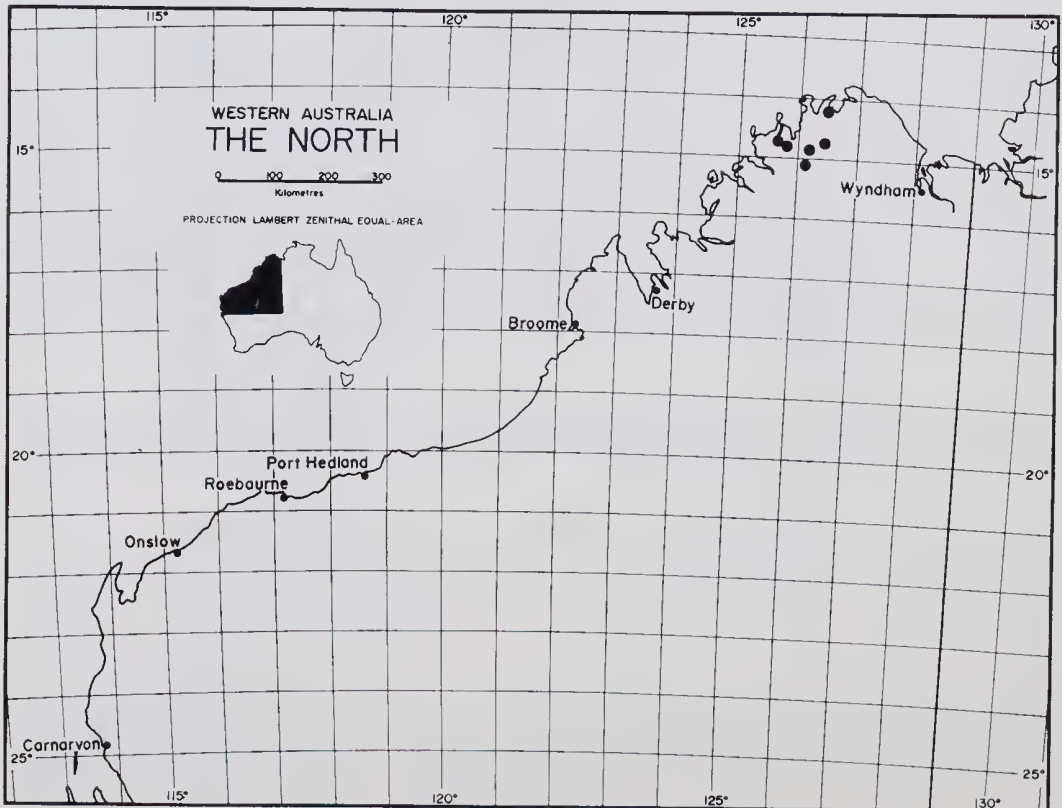 115° 120° 125° 130°
WESTERN AUSTRALIA
THE NORTH
0 100 200 300
Kilometres
PROJECTION LAMBERT ZENITHAL EQUAL-AREA
15° 15°
Wyndham
Derby
Broome
20° 20°
Port Hedland
Roebourne
Onslow
Carnarvon
25° 25°
115° 120° 125° 130°